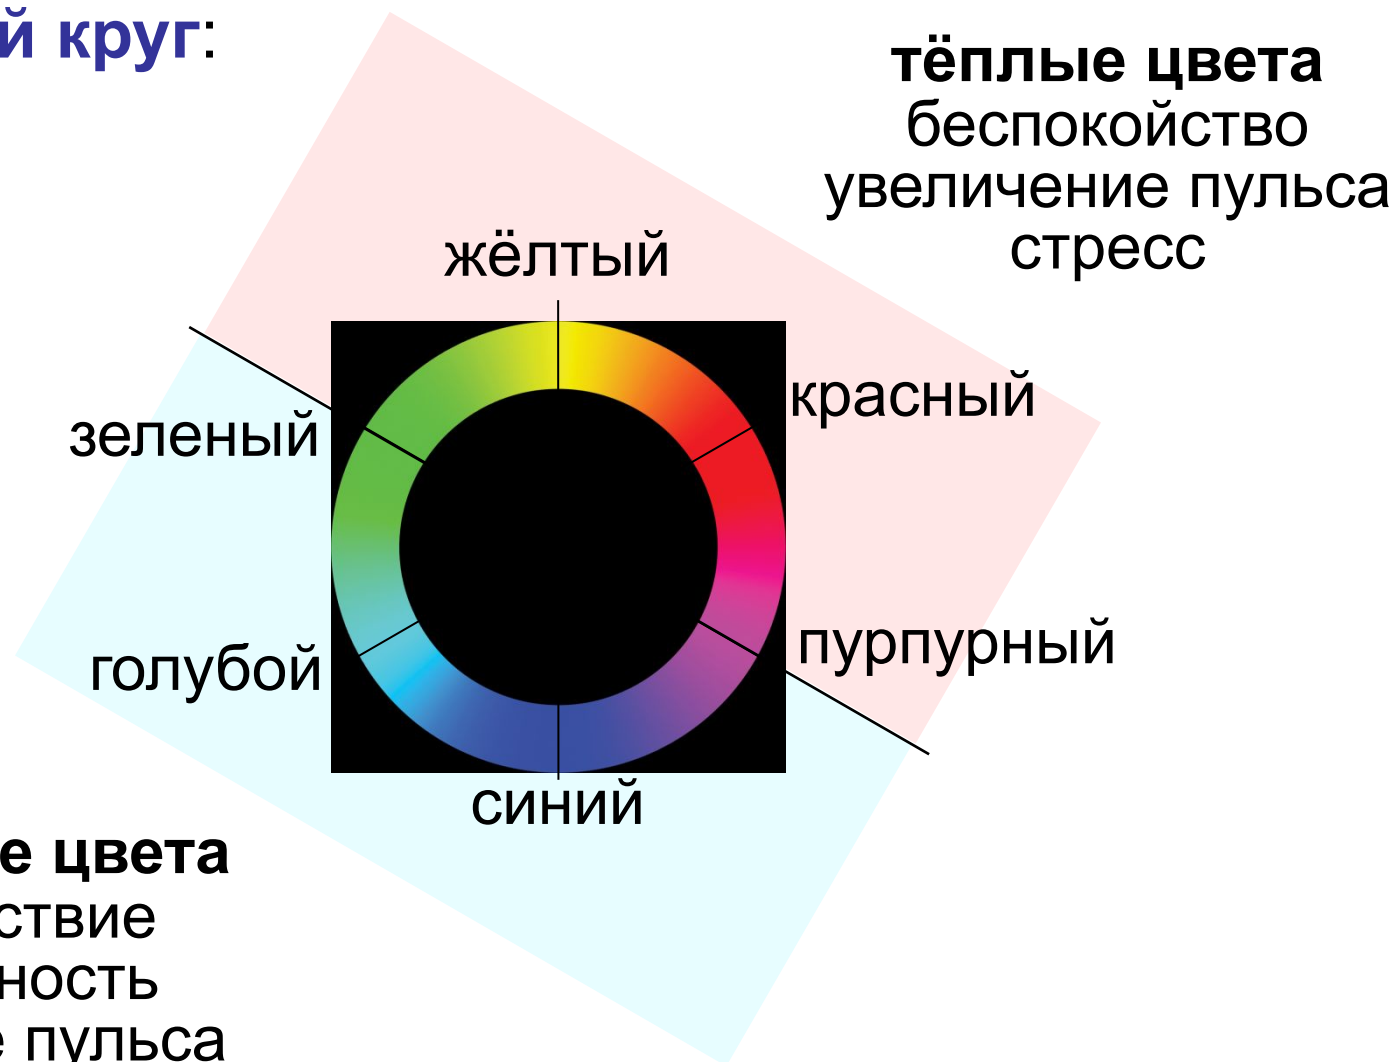 й круг:
тёплые цвета
беспокойство
увеличение пульса
стресс
жёлтый
красный
зеленый
пурпурный
голубой
синий
е цвета
ствие
ность
е пульса